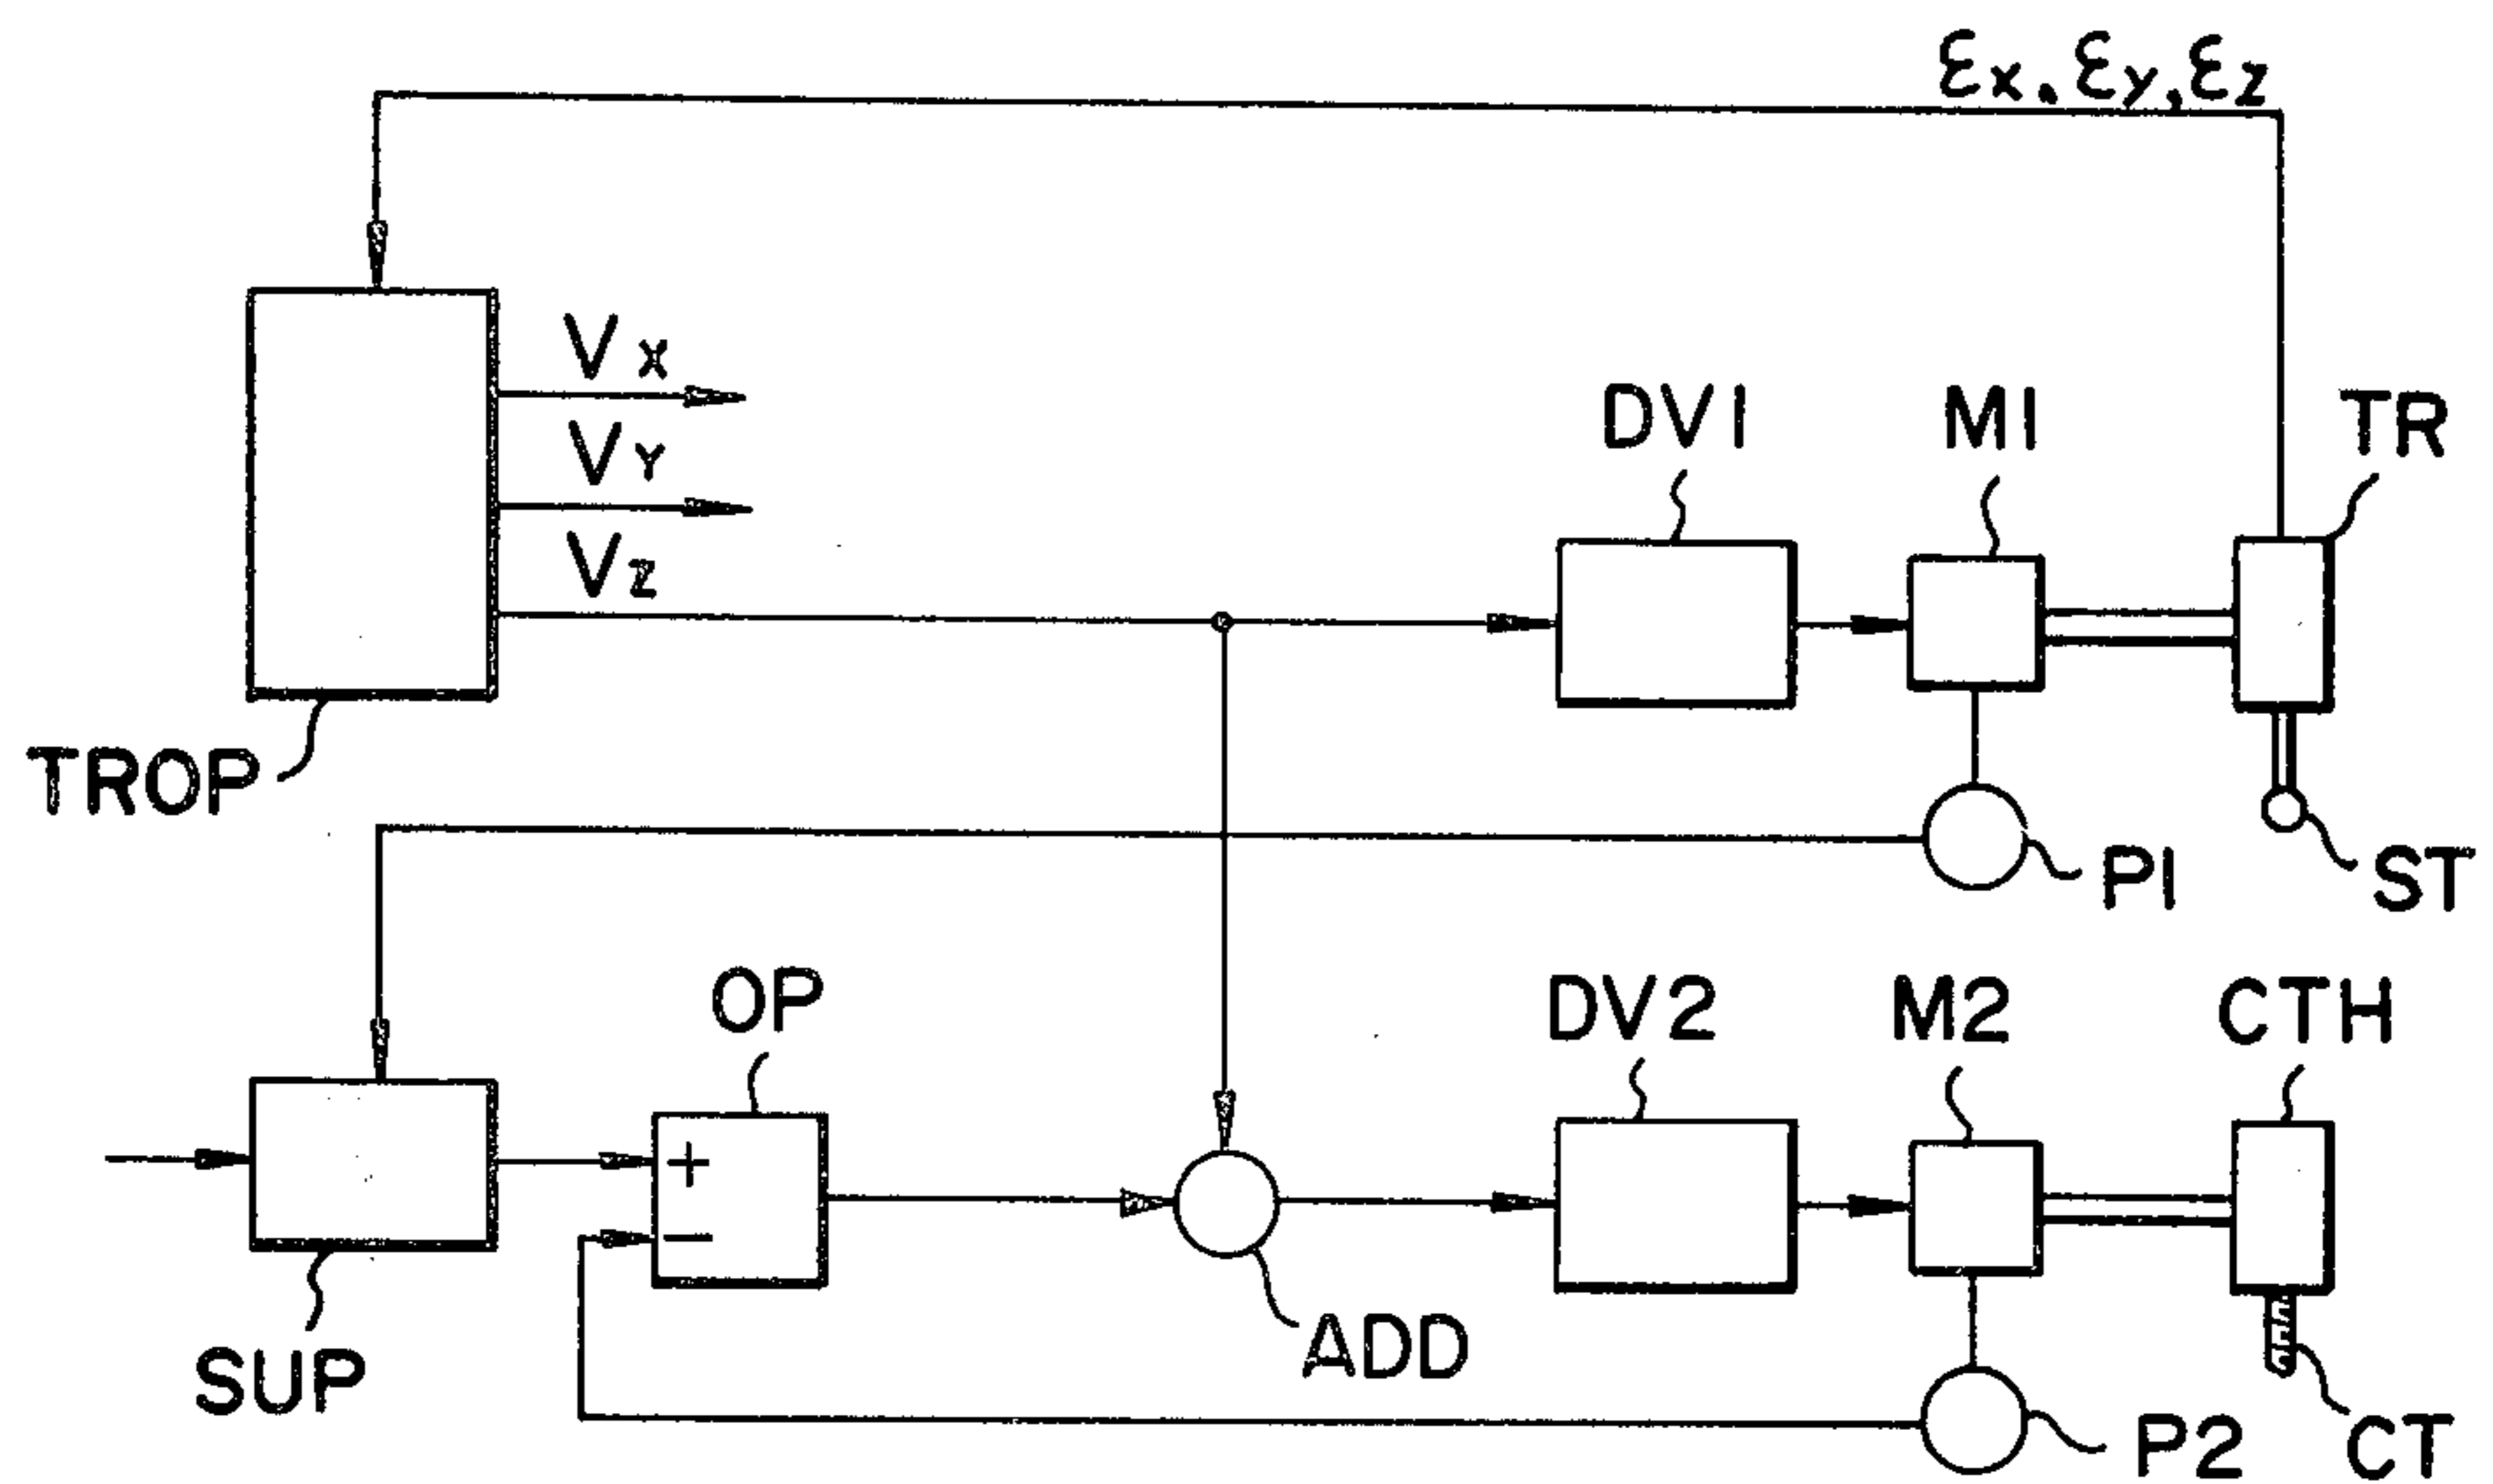 εx, εy, εz
Vx
VY
Vz
DV1
M1
TR
TROP
P1
ST
OP
DV2
M2
CTH
+
−
SUP
ADD
P2
CT